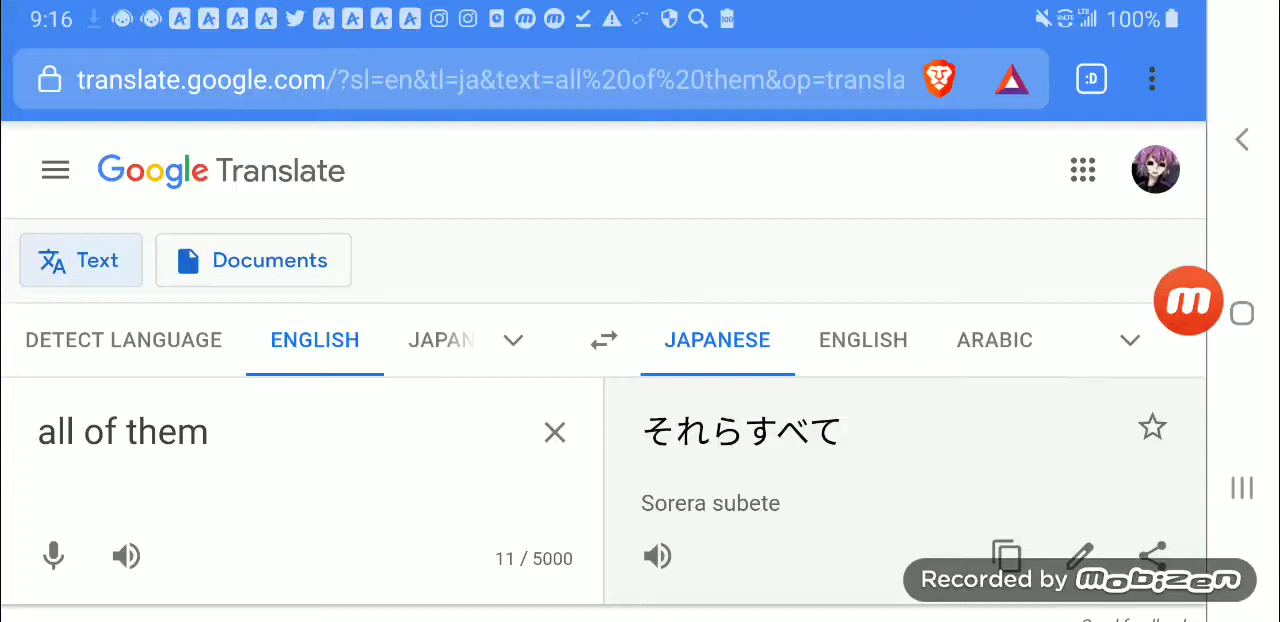 9:16
VoLTE LTE 100%
translate.google.com/?sl=en&tl=ja&text=all%20of%20them&op=transla
:D
Google Translate
Text
Documents
DETECT LANGUAGE ENGLISH JAPAN
JAPANESE ENGLISH ARABIC
all of them
それらすべて
Sorera subete
11 / 5000
Recorded by mobizen